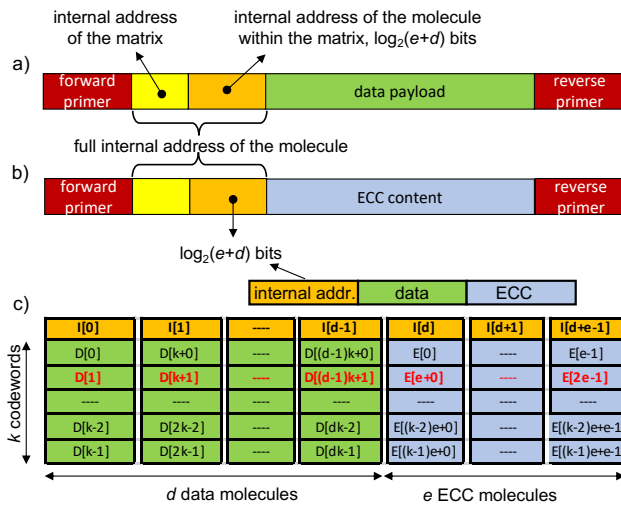 internal address
of the matrix
internal address of the molecule
within the matrix, log2(e+d) bits
a)
forward
primer
data payload
reverse
primer
full internal address of the molecule
b)
forward
primer
ECC content
reverse
primer
log2(e+d) bits
internal addr. data ECC
c)
I[0] I[1] ---- I[d-1] I[d] I[d+1] I[d+e-1]
D[0] D[k+0] ---- D[(d-1)k+0] E[0] ---- E[e-1]
D[1] D[k+1] ---- D[(d-1)k+1] E[e+0] ---- E[2e-1]
---- ---- ---- ---- ---- ---- ----
D[k-2] D[2k-2] ---- D[dk-2] E[(k-2)e+0] ---- E[(k-2)e+e-1]
D[k-1] D[2k-1] ---- D[dk-1] E[(k-1)e+0] ---- E[(k-1)e+e-1]
k codewords
d data molecules
e ECC molecules